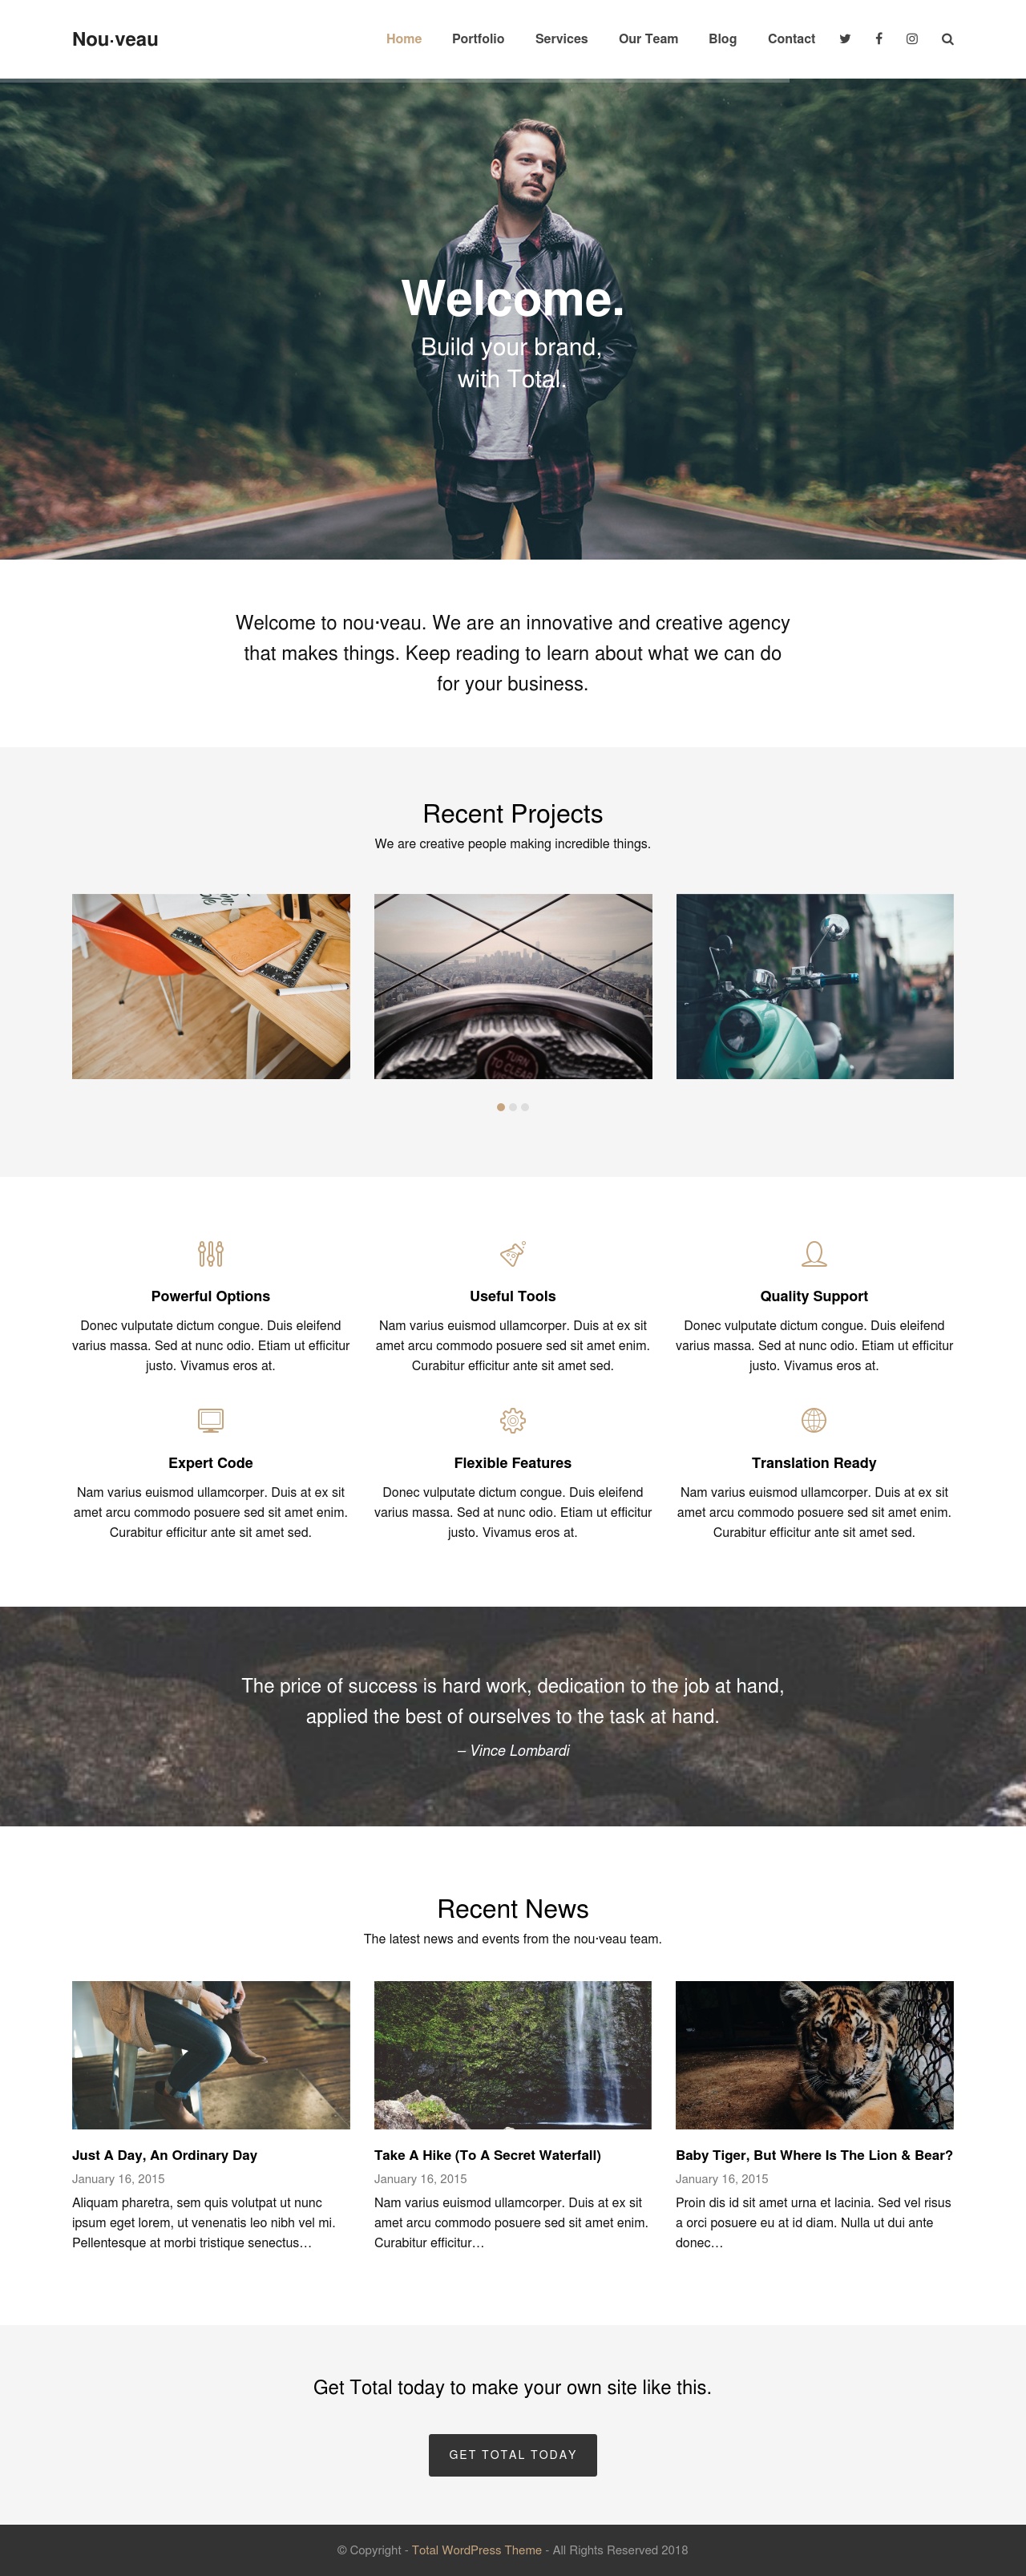 Nou·veau
Home Portfolio Services Our Team Blog Contact
Welcome.
Build your brand,
with Total.
Welcome to nou·veau. We are an innovative and creative agency
that makes things. Keep reading to learn about what we can do
for your business.
Recent Projects
We are creative people making incredible things.
TURN
TO CLEAR
Powerful Options
Donec vulputate dictum congue. Duis eleifend
varius massa. Sed at nunc odio. Etiam ut efficitur
justo. Vivamus eros at.
Useful Tools
Nam varius euismod ullamcorper. Duis at ex sit
amet arcu commodo posuere sed sit amet enim.
Curabitur efficitur ante sit amet sed.
Quality Support
Donec vulputate dictum congue. Duis eleifend
varius massa. Sed at nunc odio. Etiam ut efficitur
justo. Vivamus eros at.
Expert Code
Nam varius euismod ullamcorper. Duis at ex sit
amet arcu commodo posuere sed sit amet enim.
Curabitur efficitur ante sit amet sed.
Flexible Features
Donec vulputate dictum congue. Duis eleifend
varius massa. Sed at nunc odio. Etiam ut efficitur
justo. Vivamus eros at.
Translation Ready
Nam varius euismod ullamcorper. Duis at ex sit
amet arcu commodo posuere sed sit amet enim.
Curabitur efficitur ante sit amet sed.
The price of success is hard work, dedication to the job at hand,
applied the best of ourselves to the task at hand.
– Vince Lombardi
Recent News
The latest news and events from the nou·veau team.
Just A Day, An Ordinary Day
January 16, 2015
Aliquam pharetra, sem quis volutpat ut nunc
ipsum eget lorem, ut venenatis leo nibh vel mi.
Pellentesque at morbi tristique senectus…
Take A Hike (To A Secret Waterfall)
January 16, 2015
Nam varius euismod ullamcorper. Duis at ex sit
amet arcu commodo posuere sed sit amet enim.
Curabitur efficitur…
Baby Tiger, But Where Is The Lion & Bear?
January 16, 2015
Proin dis id sit amet urna et lacinia. Sed vel risus
a orci posuere eu at id diam. Nulla ut dui ante
donec…
Get Total today to make your own site like this.
GET TOTAL TODAY
© Copyright - Total WordPress Theme - All Rights Reserved 2018